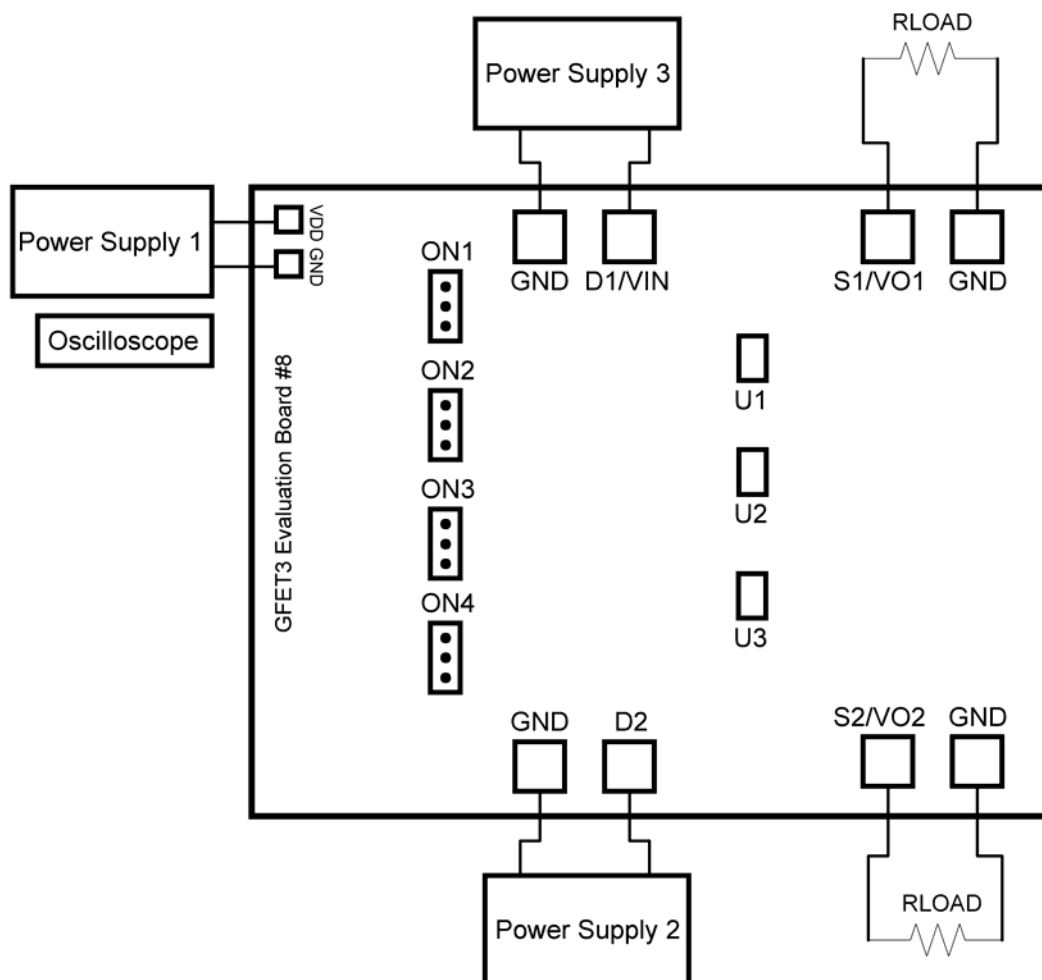 RLOAD
Power Supply 3
Power Supply 1
VDD GND
GND D1/VIN
S1/VO1 GND
ON1
Oscilloscope
ON2
U1
GFET3 Evaluation Board #8
ON3
U2
ON4
U3
GND D2
S2/VO2 GND
RLOAD
Power Supply 2